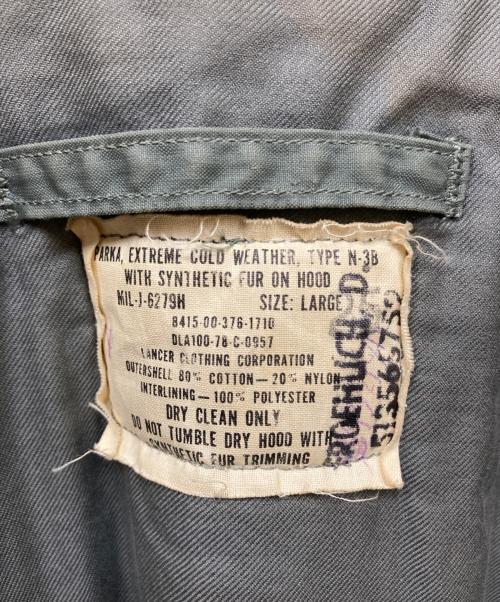 PARKA, EXTREME COLD WEATHER, TYPE N-3B
WITH SYNTHETIC FUR ON HOOD
MIL-J-6279H SIZE: LARGE
8415-00-376-1710
DLA100-78-C-0957
LANCER CLOTHING CORPORATION
OUTERSHELL 80% COTTON—20% NYLON
INTERLINING—100% POLYESTER
DRY CLEAN ONLY
DO NOT TUMBLE DRY HOOD WITH
SYNTHETIC FUR TRIMMING
FROEHLICH. D.